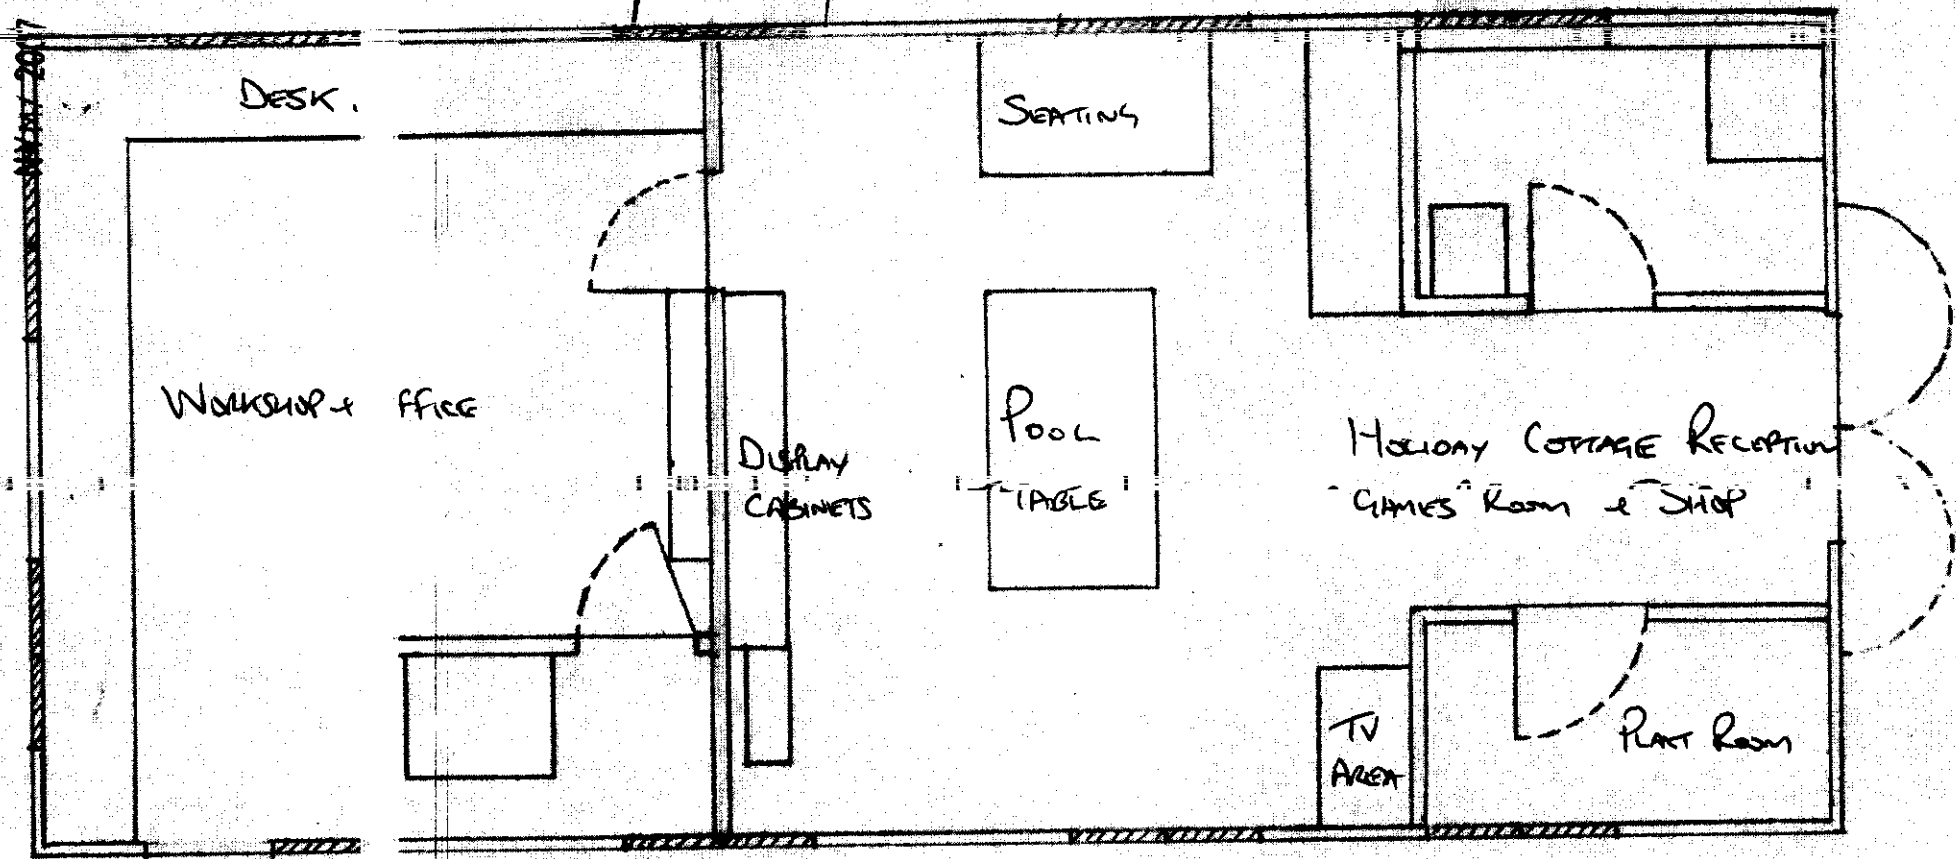 DESK.
SEATING
WORKSHOP & FFICE
DISPLAY
CABINETS
POOL
TABLE
HOLIDAY COTTAGE RECEPTION
GAMES ROOM & SHOP
TV
AREA
PLANT ROOM